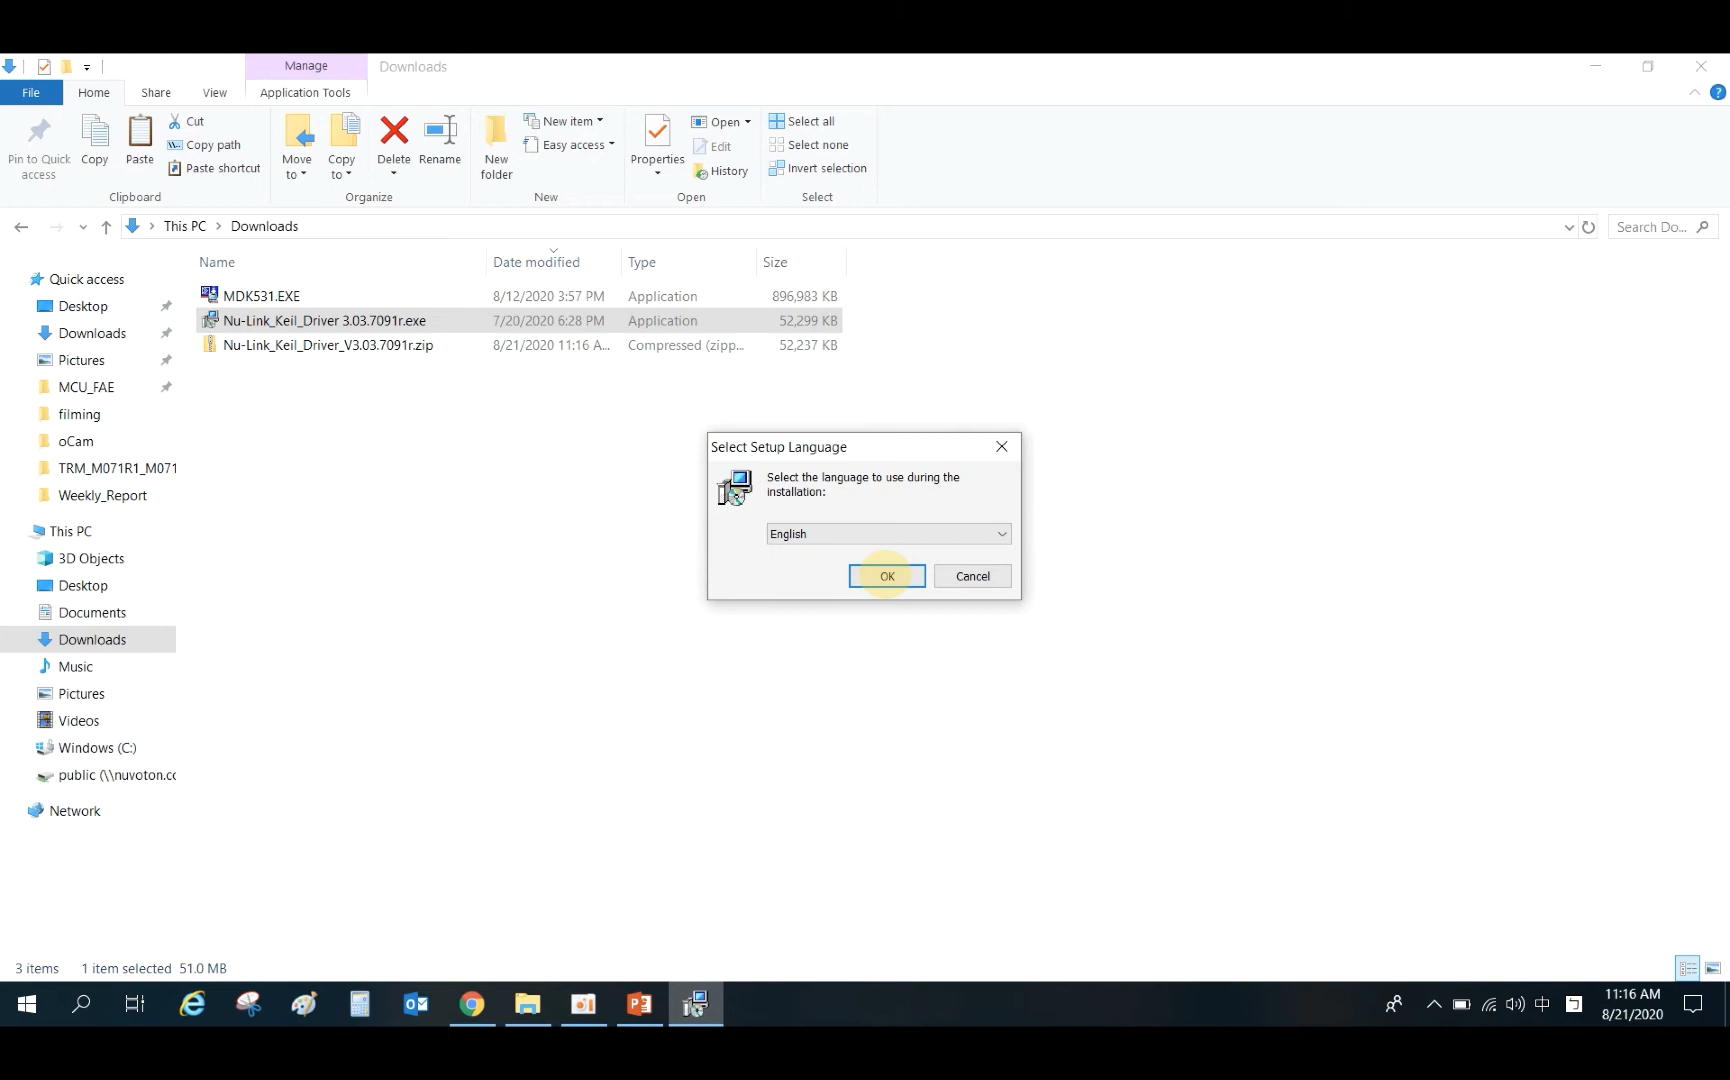 Manage
Downloads
File
Home
Share
View
Application Tools
Pin to Quick
access
Copy
Paste
Cut
Copy path
Paste shortcut
Clipboard
Move
to
Copy
to
Delete
Rename
Organize
New
folder
New item
Easy access
New
Properties
Open
Edit
History
Open
Select all
Select none
Invert selection
Select
This PC
Downloads
Search Do...
Name
Date modified
Type
Size
MDK531.EXE 8/12/2020 3:57 PM Application 896,983 KB
Nu-Link_Keil_Driver 3.03.7091r.exe 7/20/2020 6:28 PM Application 52,299 KB
Nu-Link_Keil_Driver_V3.03.7091r.zip 8/21/2020 11:16 A... Compressed (zipp... 52,237 KB
Quick access
Desktop
Downloads
Pictures
MCU_FAE
filming
oCam
TRM_M071R1_M071
Weekly_Report
This PC
3D Objects
Desktop
Documents
Downloads
Music
Pictures
Videos
Windows (C:)
public (\\nuvoton.co
Network
Select Setup Language
Select the language to use during the
installation:
English
OK
Cancel
3 items 1 item selected 51.0 MB
中
11:16 AM
8/21/2020